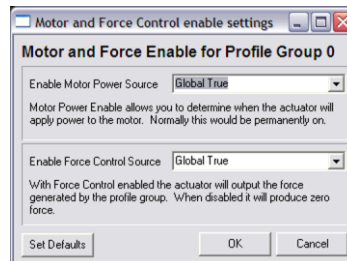 Motor and Force Control enable settings
Motor and Force Enable for Profile Group 0
Enable Motor Power Source
Global True
Motor Power Enable allows you to determine when the actuator will
apply power to the motor. Normally this would be permanently on.
Enable Force Control Source
Global True
With Force Control enabled the actuator will output the force
generated by the profile group. When disabled it will produce zero
force.
Set Defaults
OK
Cancel